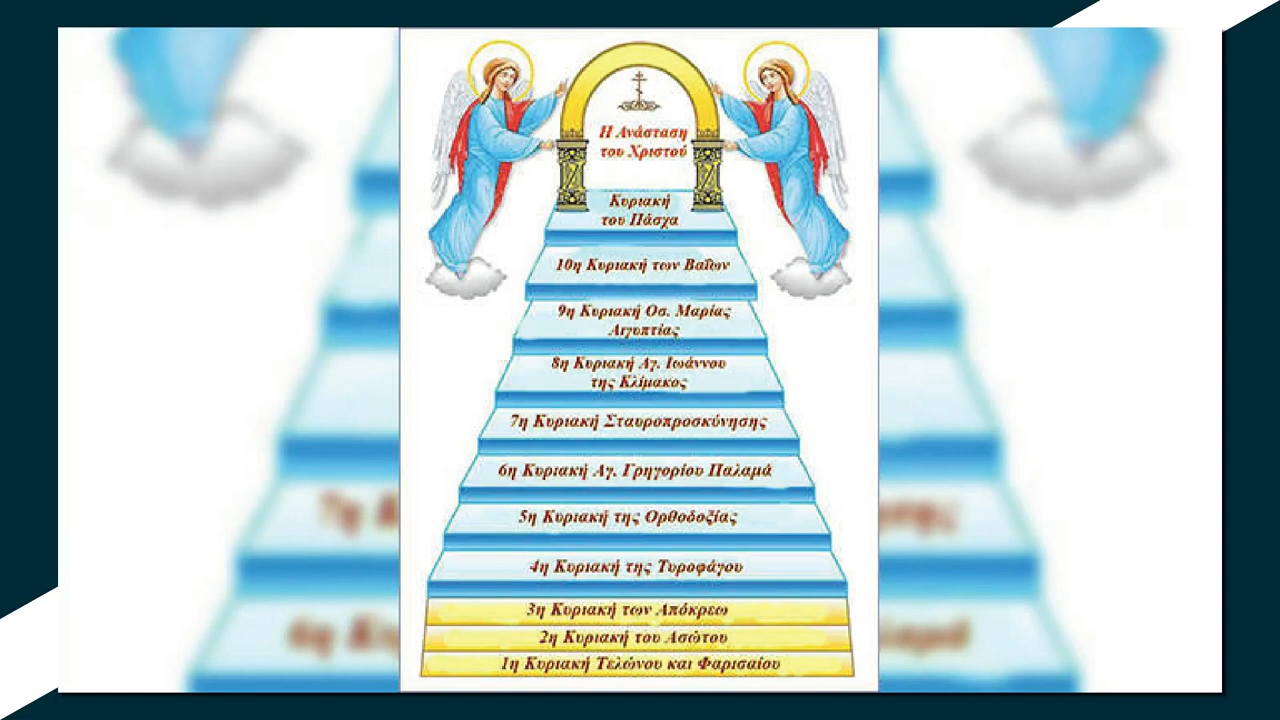 Η Ανάσταση
του Χριστού
Κυριακή
του Πάσχα
10η Κυριακή των Βαΐων
9η Κυριακή Οσ. Μαρίας
Αιγυπτίας
8η Κυριακή Αγ. Ιωάννου
της Κλίμακος
7η Κυριακή Σταυροπροσκύνησης
6η Κυριακή Αγ. Γρηγορίου Παλαμά
5η Κυριακή της Ορθοδοξίας
4η Κυριακή της Τυροφάγου
3η Κυριακή των Απόκρεω
2η Κυριακή του Ασώτου
1η Κυριακή Τελώνου και Φαρισαίου